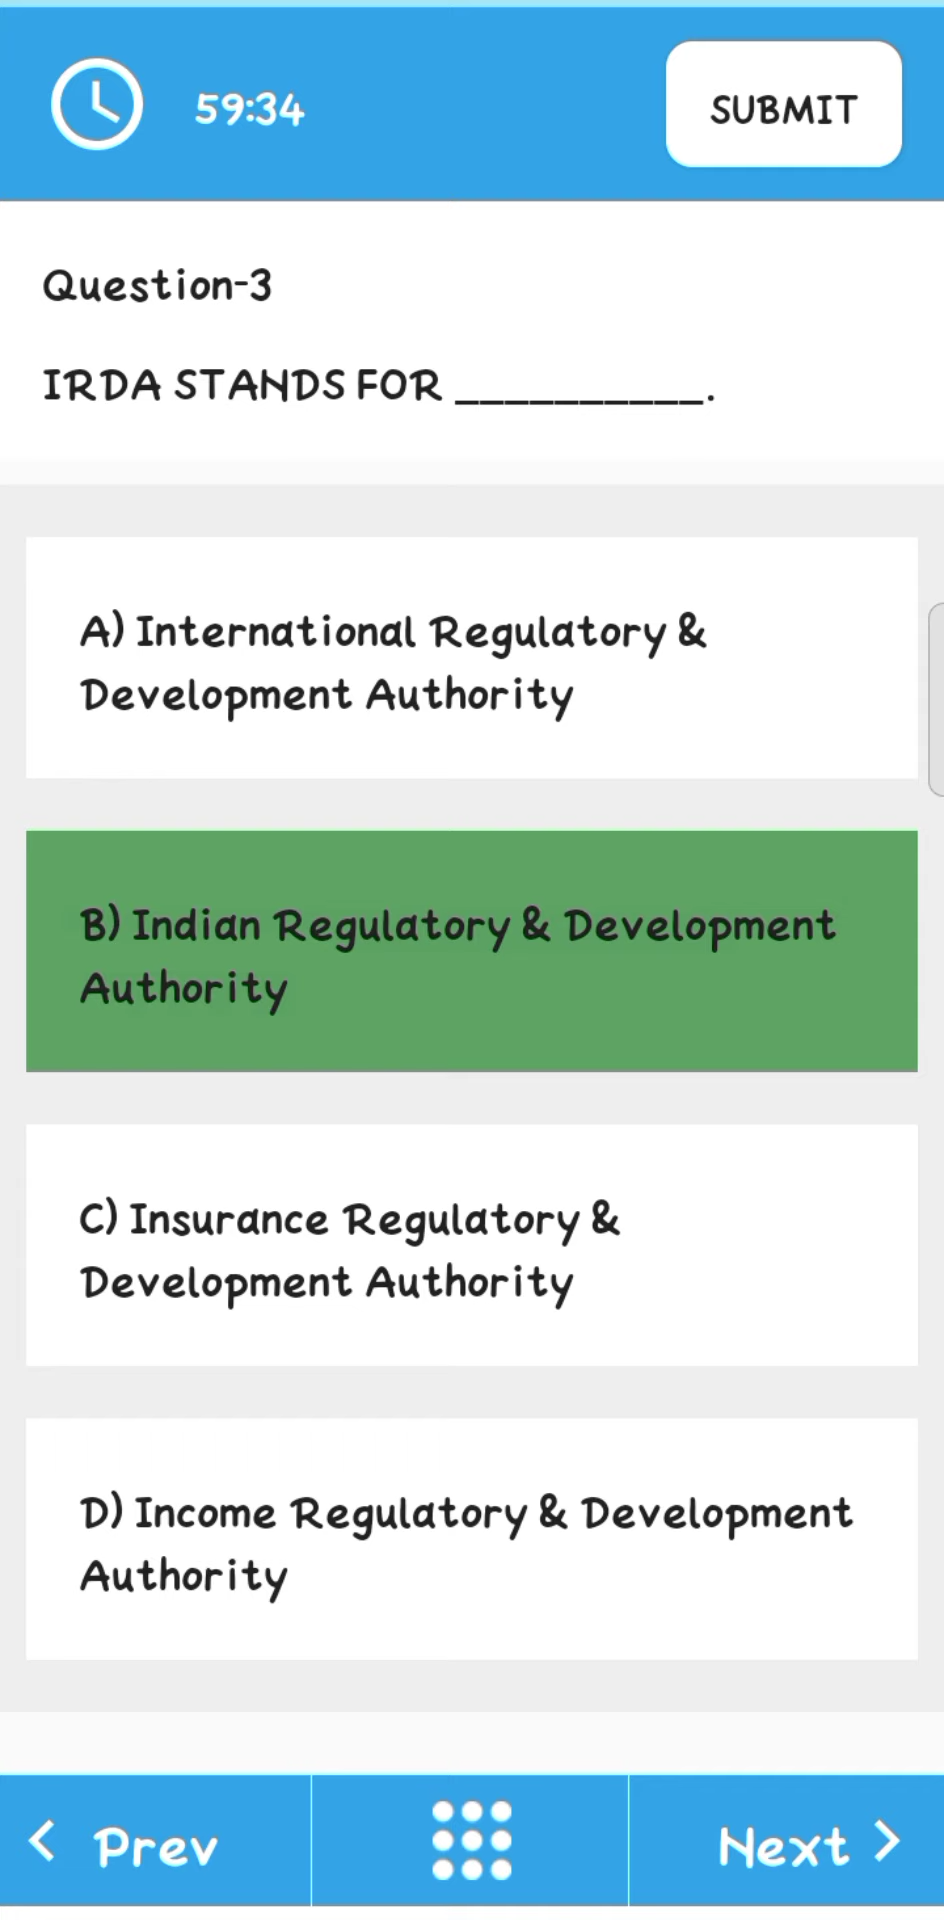 59:34
SUBMIT
Question-3
IRDA STANDS FOR __________.
A) International Regulatory &
Development Authority
B) Indian Regulatory & Development
Authority
C) Insurance Regulatory &
Development Authority
D) Income Regulatory & Development
Authority
Prev
Next